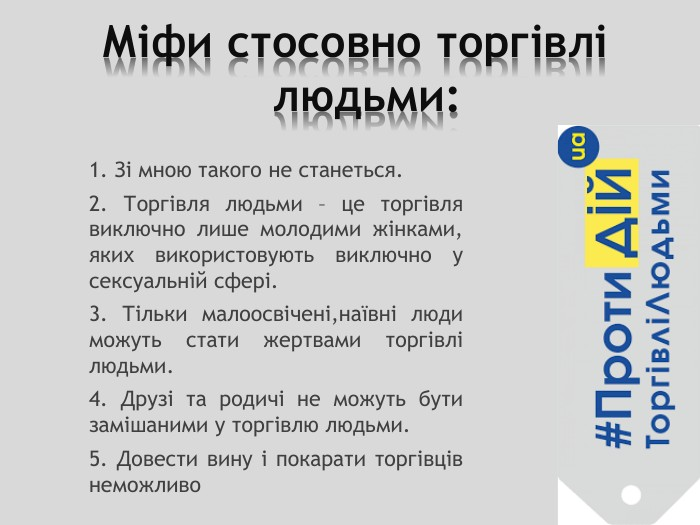 Міфи стосовно торгівлі
людьми:
1. Зі мною такого не станеться.
2. Торгівля людьми – це торгівля
виключно лише молодими жінками,
яких використовують виключно у
сексуальній сфері.
3. Тільки малоосвічені,наївні люди
можуть стати жертвами торгівлі
людьми.
4. Друзі та родичі не можуть бути
замішаними у торгівлю людьми.
5. Довести вину і покарати торгівців
неможливо
#ПротиДІй
ТоргівліЛюдьми
ua